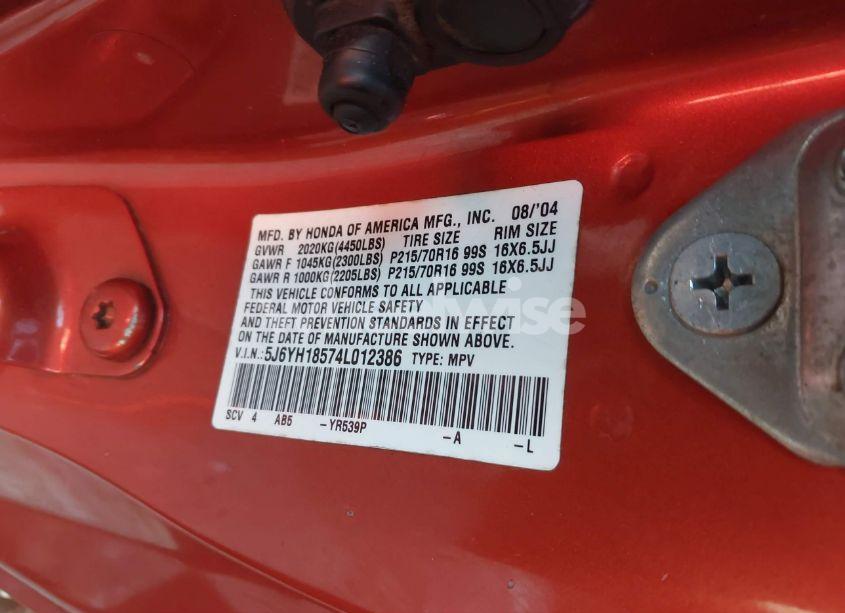 MFD. BY HONDA OF AMERICA MFG., INC. 08/'04
GVWR 2020KG(4450LBS) TIRE SIZE RIM SIZE
GAWR F 1045KG(2300LBS) P215/70R16 99S 16X6.5JJ
GAWR R 1000KG(2205LBS) P215/70R16 99S 16X6.5JJ
THIS VEHICLE CONFORMS TO ALL APPLICABLE
FEDERAL MOTOR VEHICLE SAFETY
AND THEFT PREVENTION STANDARDS IN EFFECT
ON THE DATE OF MANUFACTURE SHOWN ABOVE.
V.I.N.: 5J6YH18574L012386 TYPE: MPV
SCV 4 AB5 -YR539P -A -L